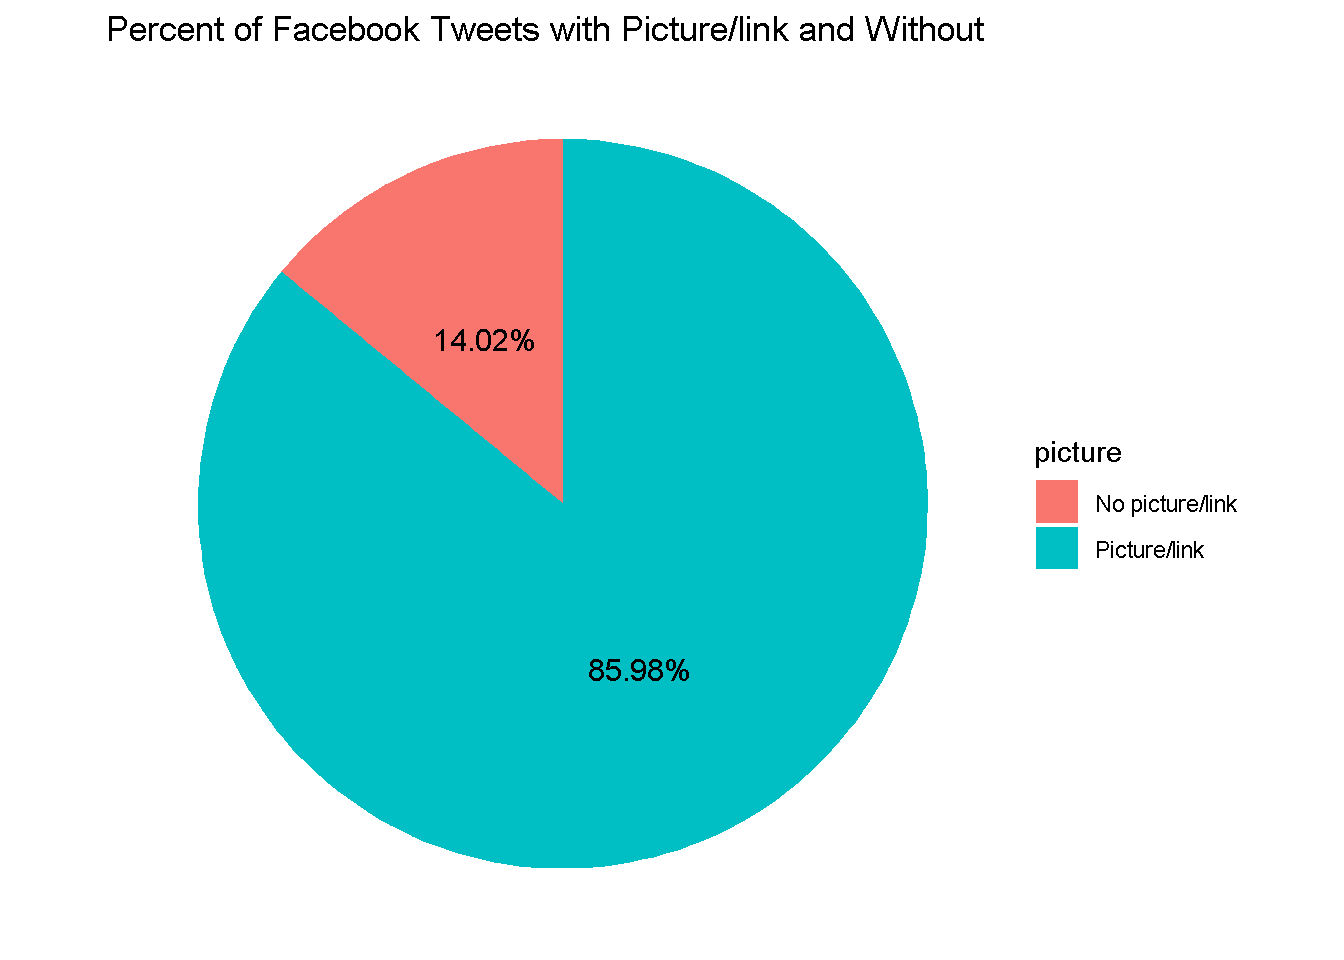 Percent of Facebook Tweets with Picture/link and Without
14.02%
85.98%
picture
No picture/link
Picture/link